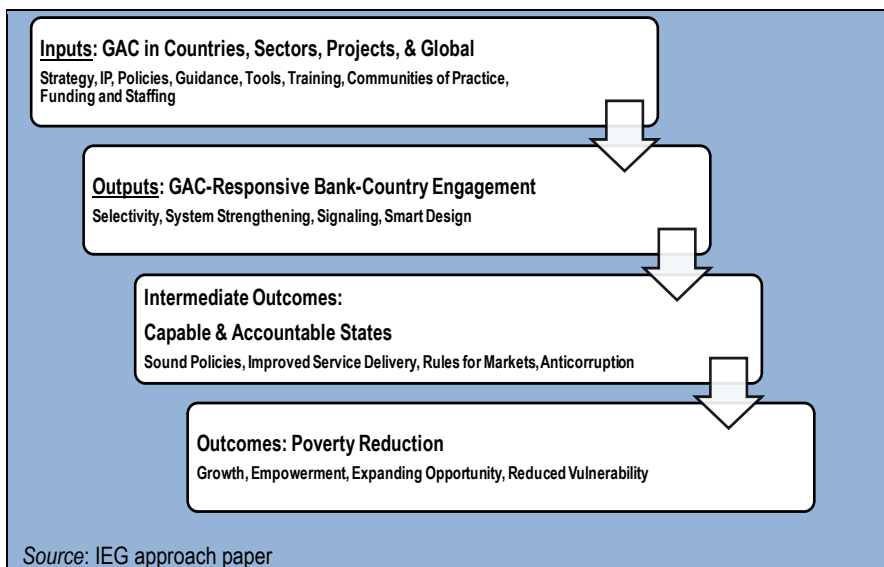 Inputs: GAC in Countries, Sectors, Projects, & Global
Strategy, IP, Policies, Guidance, Tools, Training, Communities of Practice,
Funding and Staffing
Outputs: GAC-Responsive Bank-Country Engagement
Selectivity, System Strengthening, Signaling, Smart Design
Intermediate Outcomes:
Capable & Accountable States
Sound Policies, Improved Service Delivery, Rules for Markets, Anticorruption
Outcomes: Poverty Reduction
Growth, Empowerment, Expanding Opportunity, Reduced Vulnerability
Source: IEG approach paper